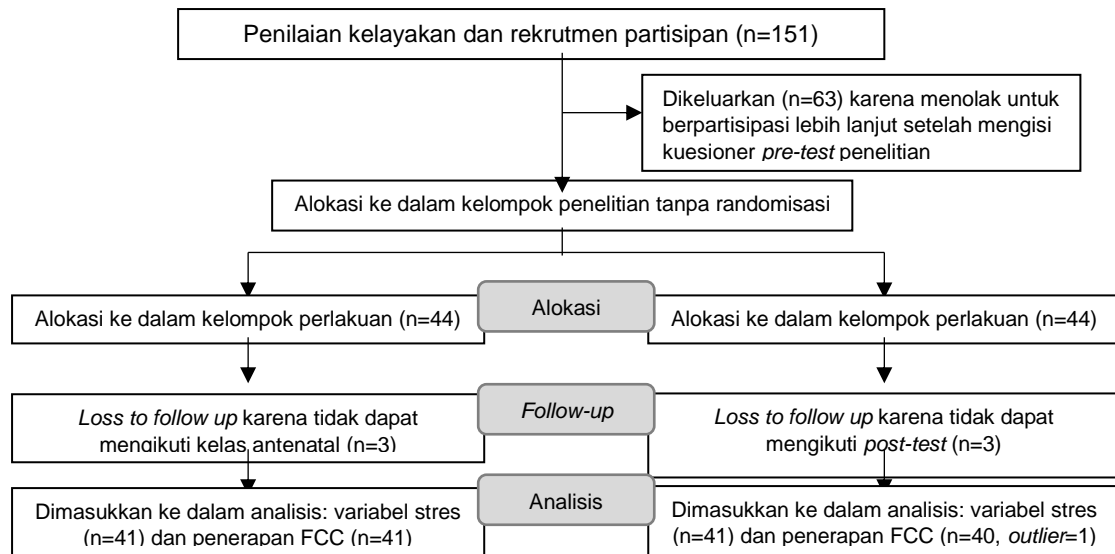 Penilaian kelayakan dan rekrutmen partisipan (n=151)
Dikeluarkan (n=63) karena menolak untuk
berpartisipasi lebih lanjut setelah mengisi
kuesioner pre-test penelitian
Alokasi ke dalam kelompok penelitian tanpa randomisasi
Alokasi
Alokasi ke dalam kelompok perlakuan (n=44)
Alokasi ke dalam kelompok perlakuan (n=44)
Follow-up
Loss to follow up karena tidak dapat
mengikuti kelas antenatal (n=3)
Loss to follow up karena tidak dapat
mengikuti post-test (n=3)
Analisis
Dimasukkan ke dalam analisis: variabel stres
(n=41) dan penerapan FCC (n=41)
Dimasukkan ke dalam analisis: variabel stres
(n=41) dan penerapan FCC (n=40, outlier=1)